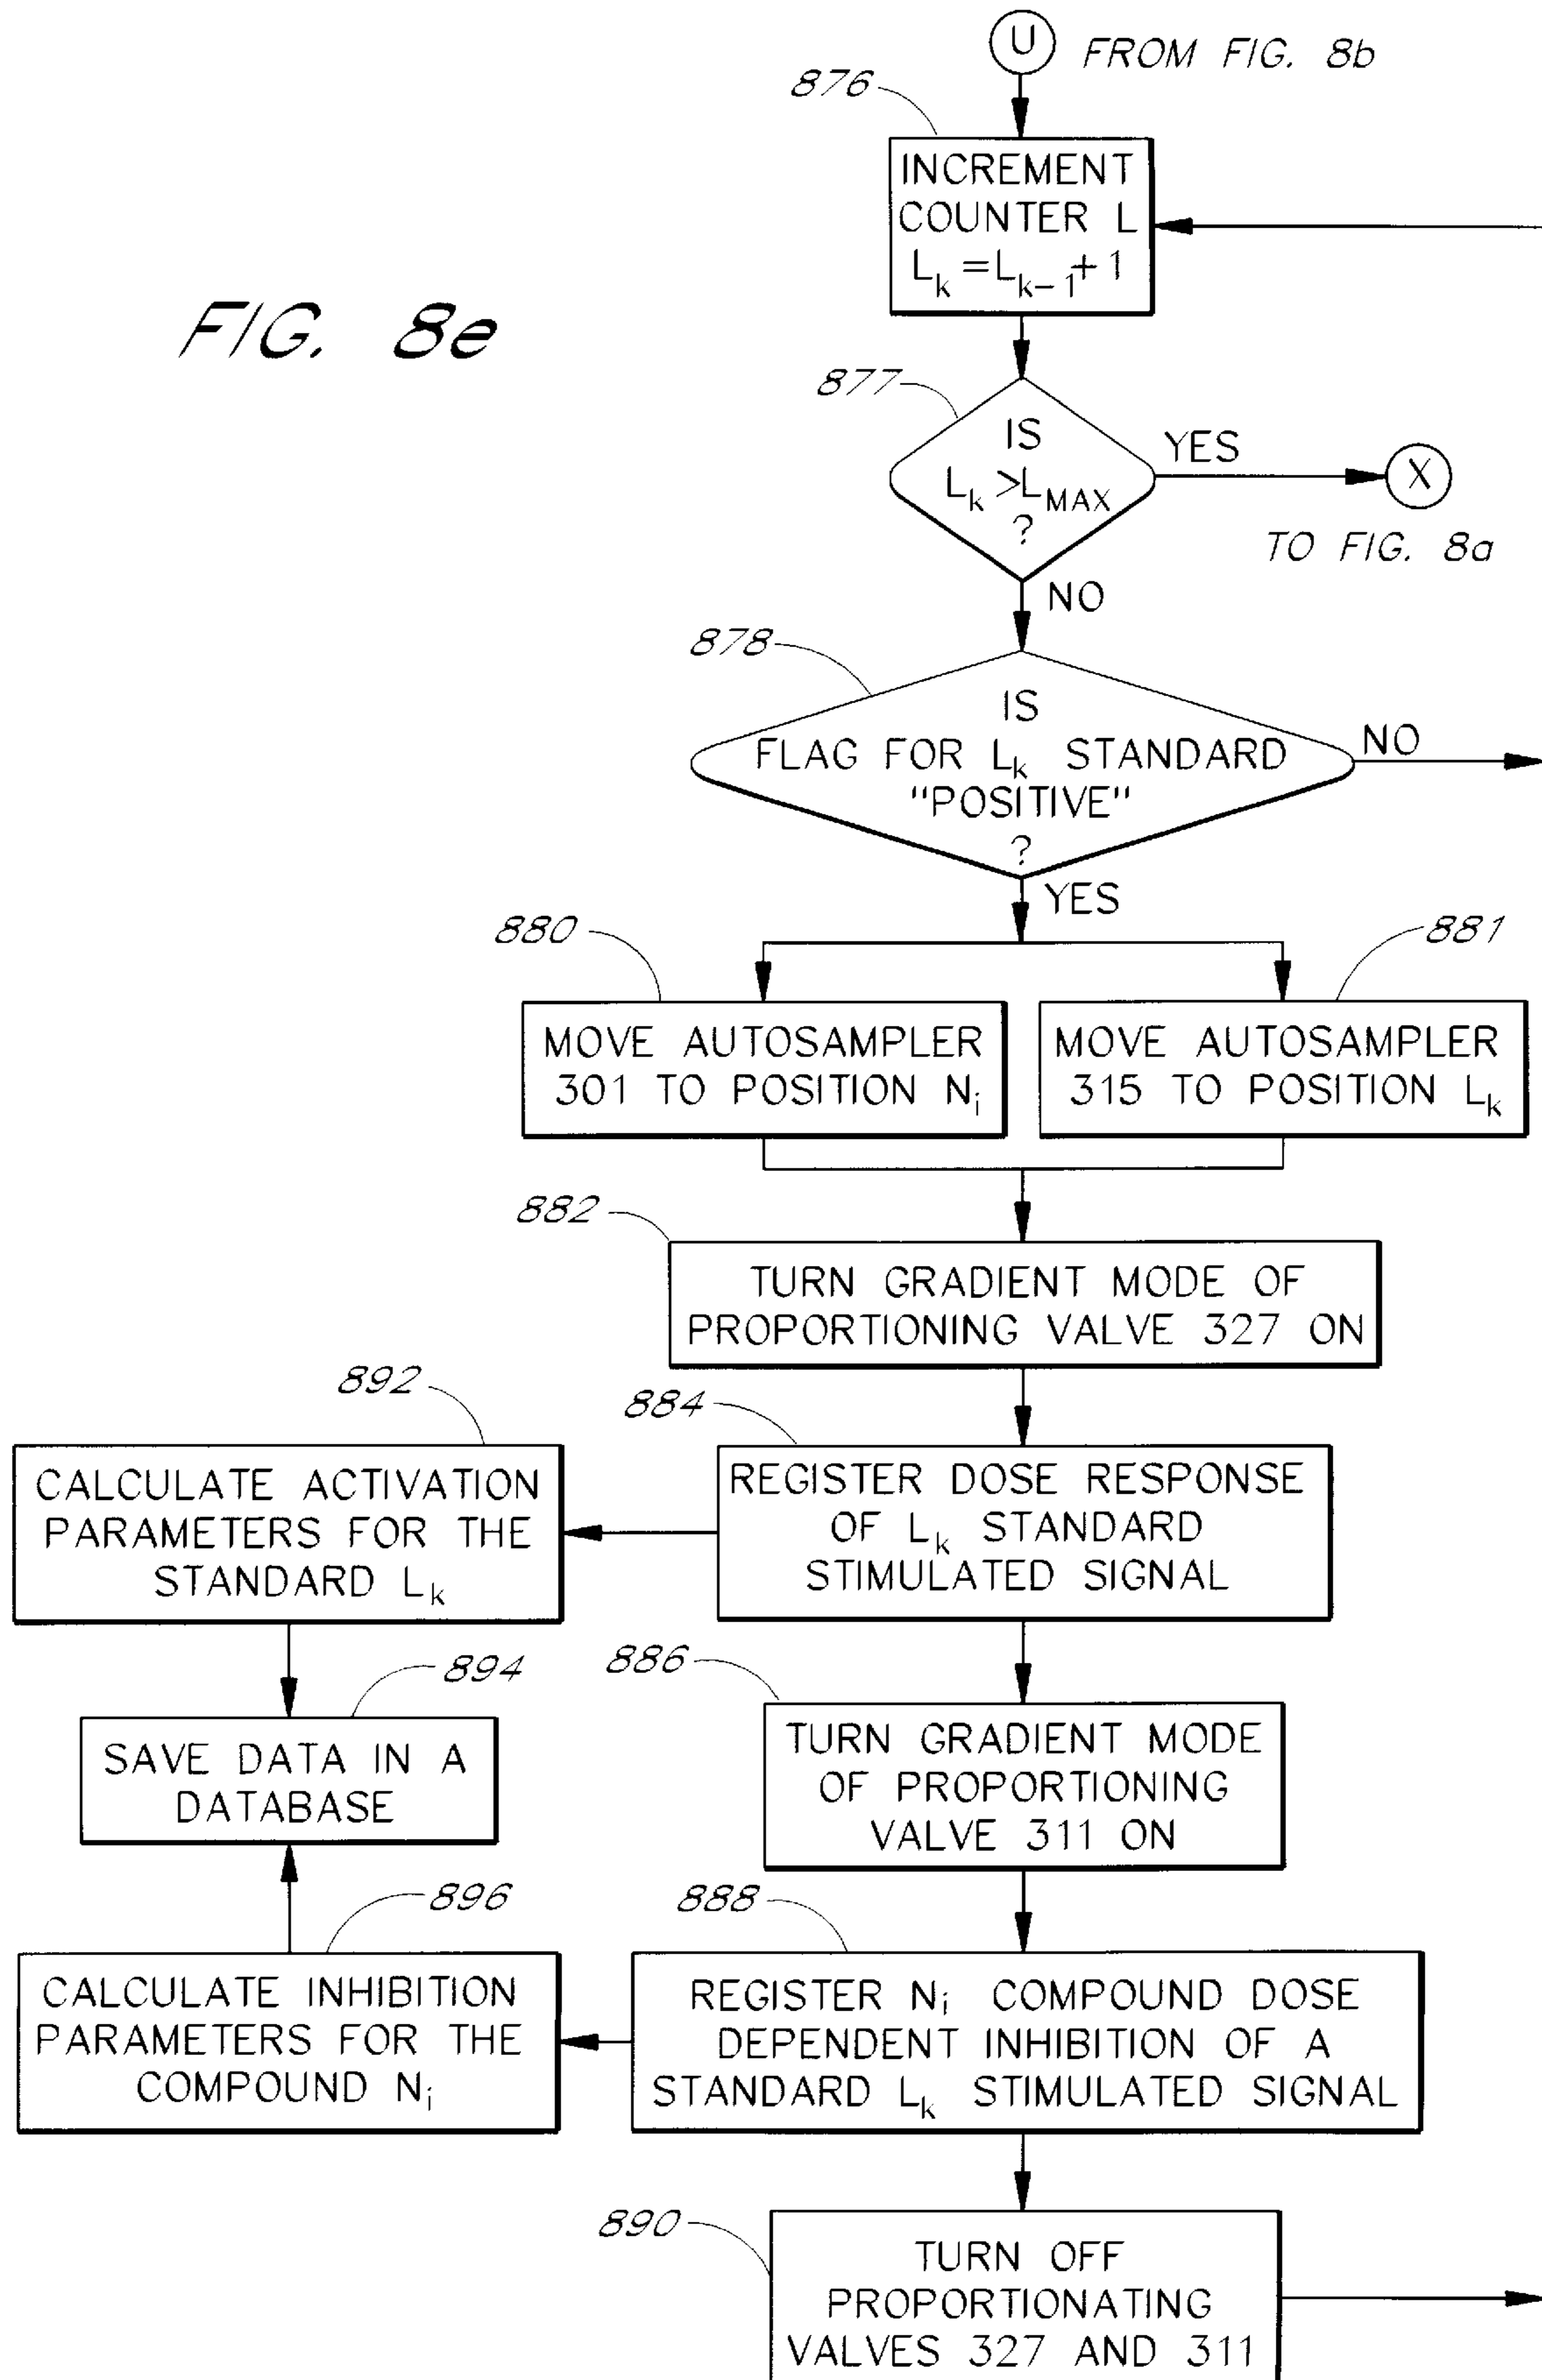 U FROM FIG. 8b
876
INCREMENT
COUNTER L
Lk =Lk-1+ 1
FIG. 8e
877
IS
Lk >LMAX
?
YES
X
TO FIG. 8a
NO
878
IS
FLAG FOR Lk STANDARD
"POSITIVE"
?
NO
YES
880
881
MOVE AUTOSAMPLER
301 TO POSITION Ni
MOVE AUTOSAMPLER
315 TO POSITION Lk
882
TURN GRADIENT MODE OF
PROPORTIONING VALVE 327 ON
892
884
CALCULATE ACTIVATION
PARAMETERS FOR THE
STANDARD Lk
REGISTER DOSE RESPONSE
OF Lk STANDARD
STIMULATED SIGNAL
894
886
SAVE DATA IN A
DATABASE
TURN GRADIENT MODE
OF PROPORTIONING
VALVE 311 ON
896
888
CALCULATE INHIBITION
PARAMETERS FOR THE
COMPOUND Ni
REGISTER Ni COMPOUND DOSE
DEPENDENT INHIBITION OF A
STANDARD Lk STIMULATED SIGNAL
890
TURN OFF
PROPORTIONATING
VALVES 327 AND 311